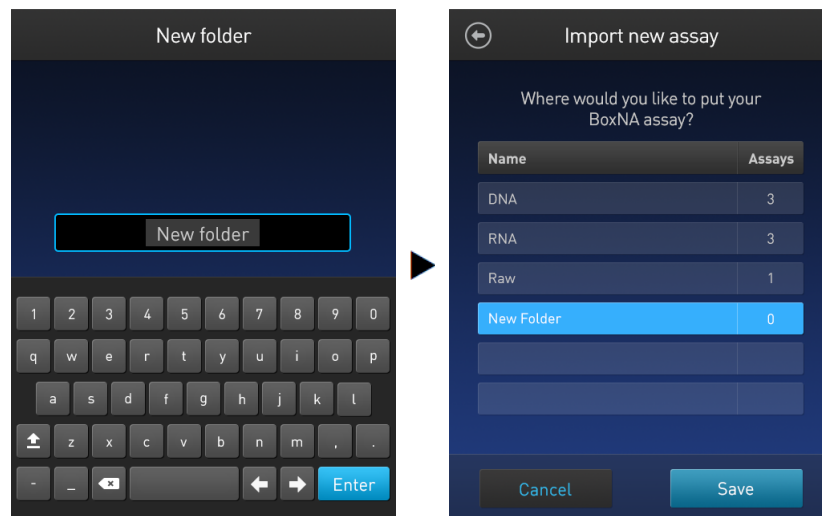 New folder
New folder
1 2 3 4 5 6 7 8 9 0
q w e r t y u i o p
a s d f g h j k l
z x c v b n m , .
- _ Enter
Import new assay
Where would you like to put your
BoxNA assay?
Name Assays
DNA 3
RNA 3
Raw 1
New Folder 0
Cancel Save